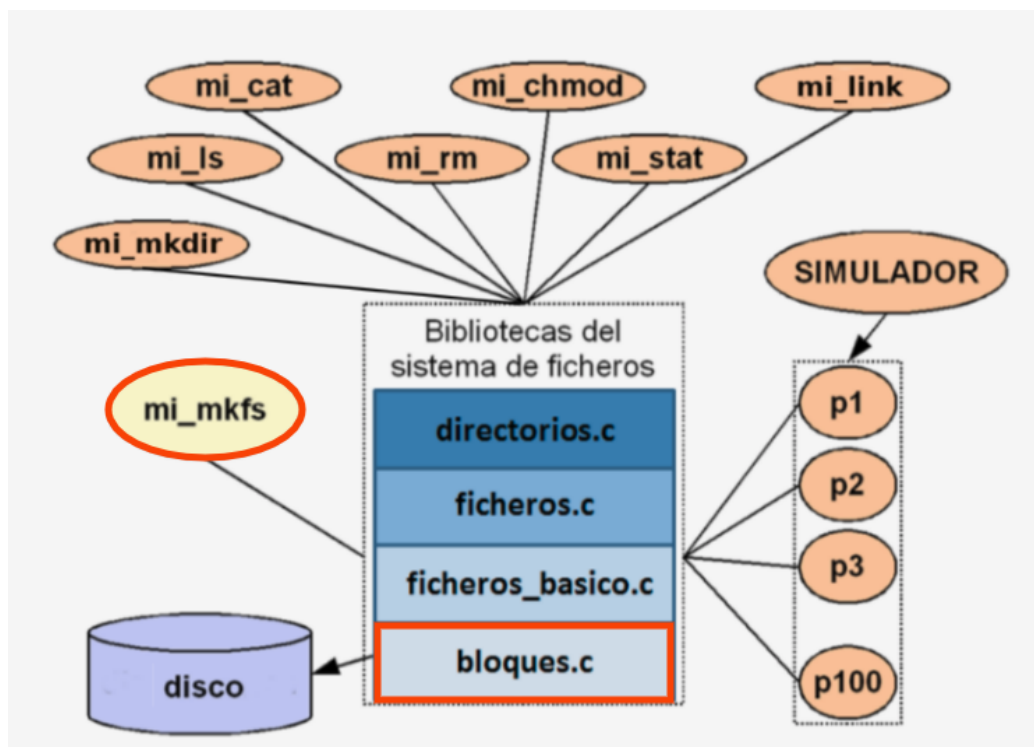 mi_cat
mi_chmod
mi_link
mi_ls
mi_rm
mi_stat
mi_mkdir
SIMULADOR
Bibliotecas del
sistema de ficheros
mi_mkfs
directorios.c
ficheros.c
ficheros_basico.c
bloques.c
disco
p1
p2
p3
p100